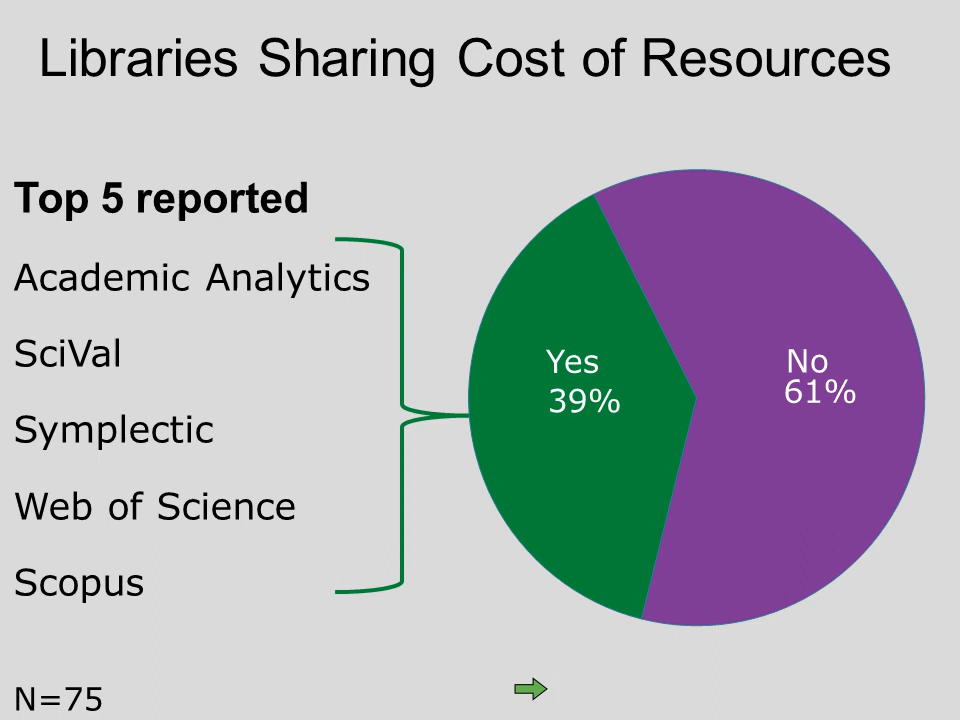 Libraries Sharing Cost of Resources
Top 5 reported
Academic Analytics
SciVal
Symplectic
Web of Science
Scopus
Yes
39%
No
61%
N=75